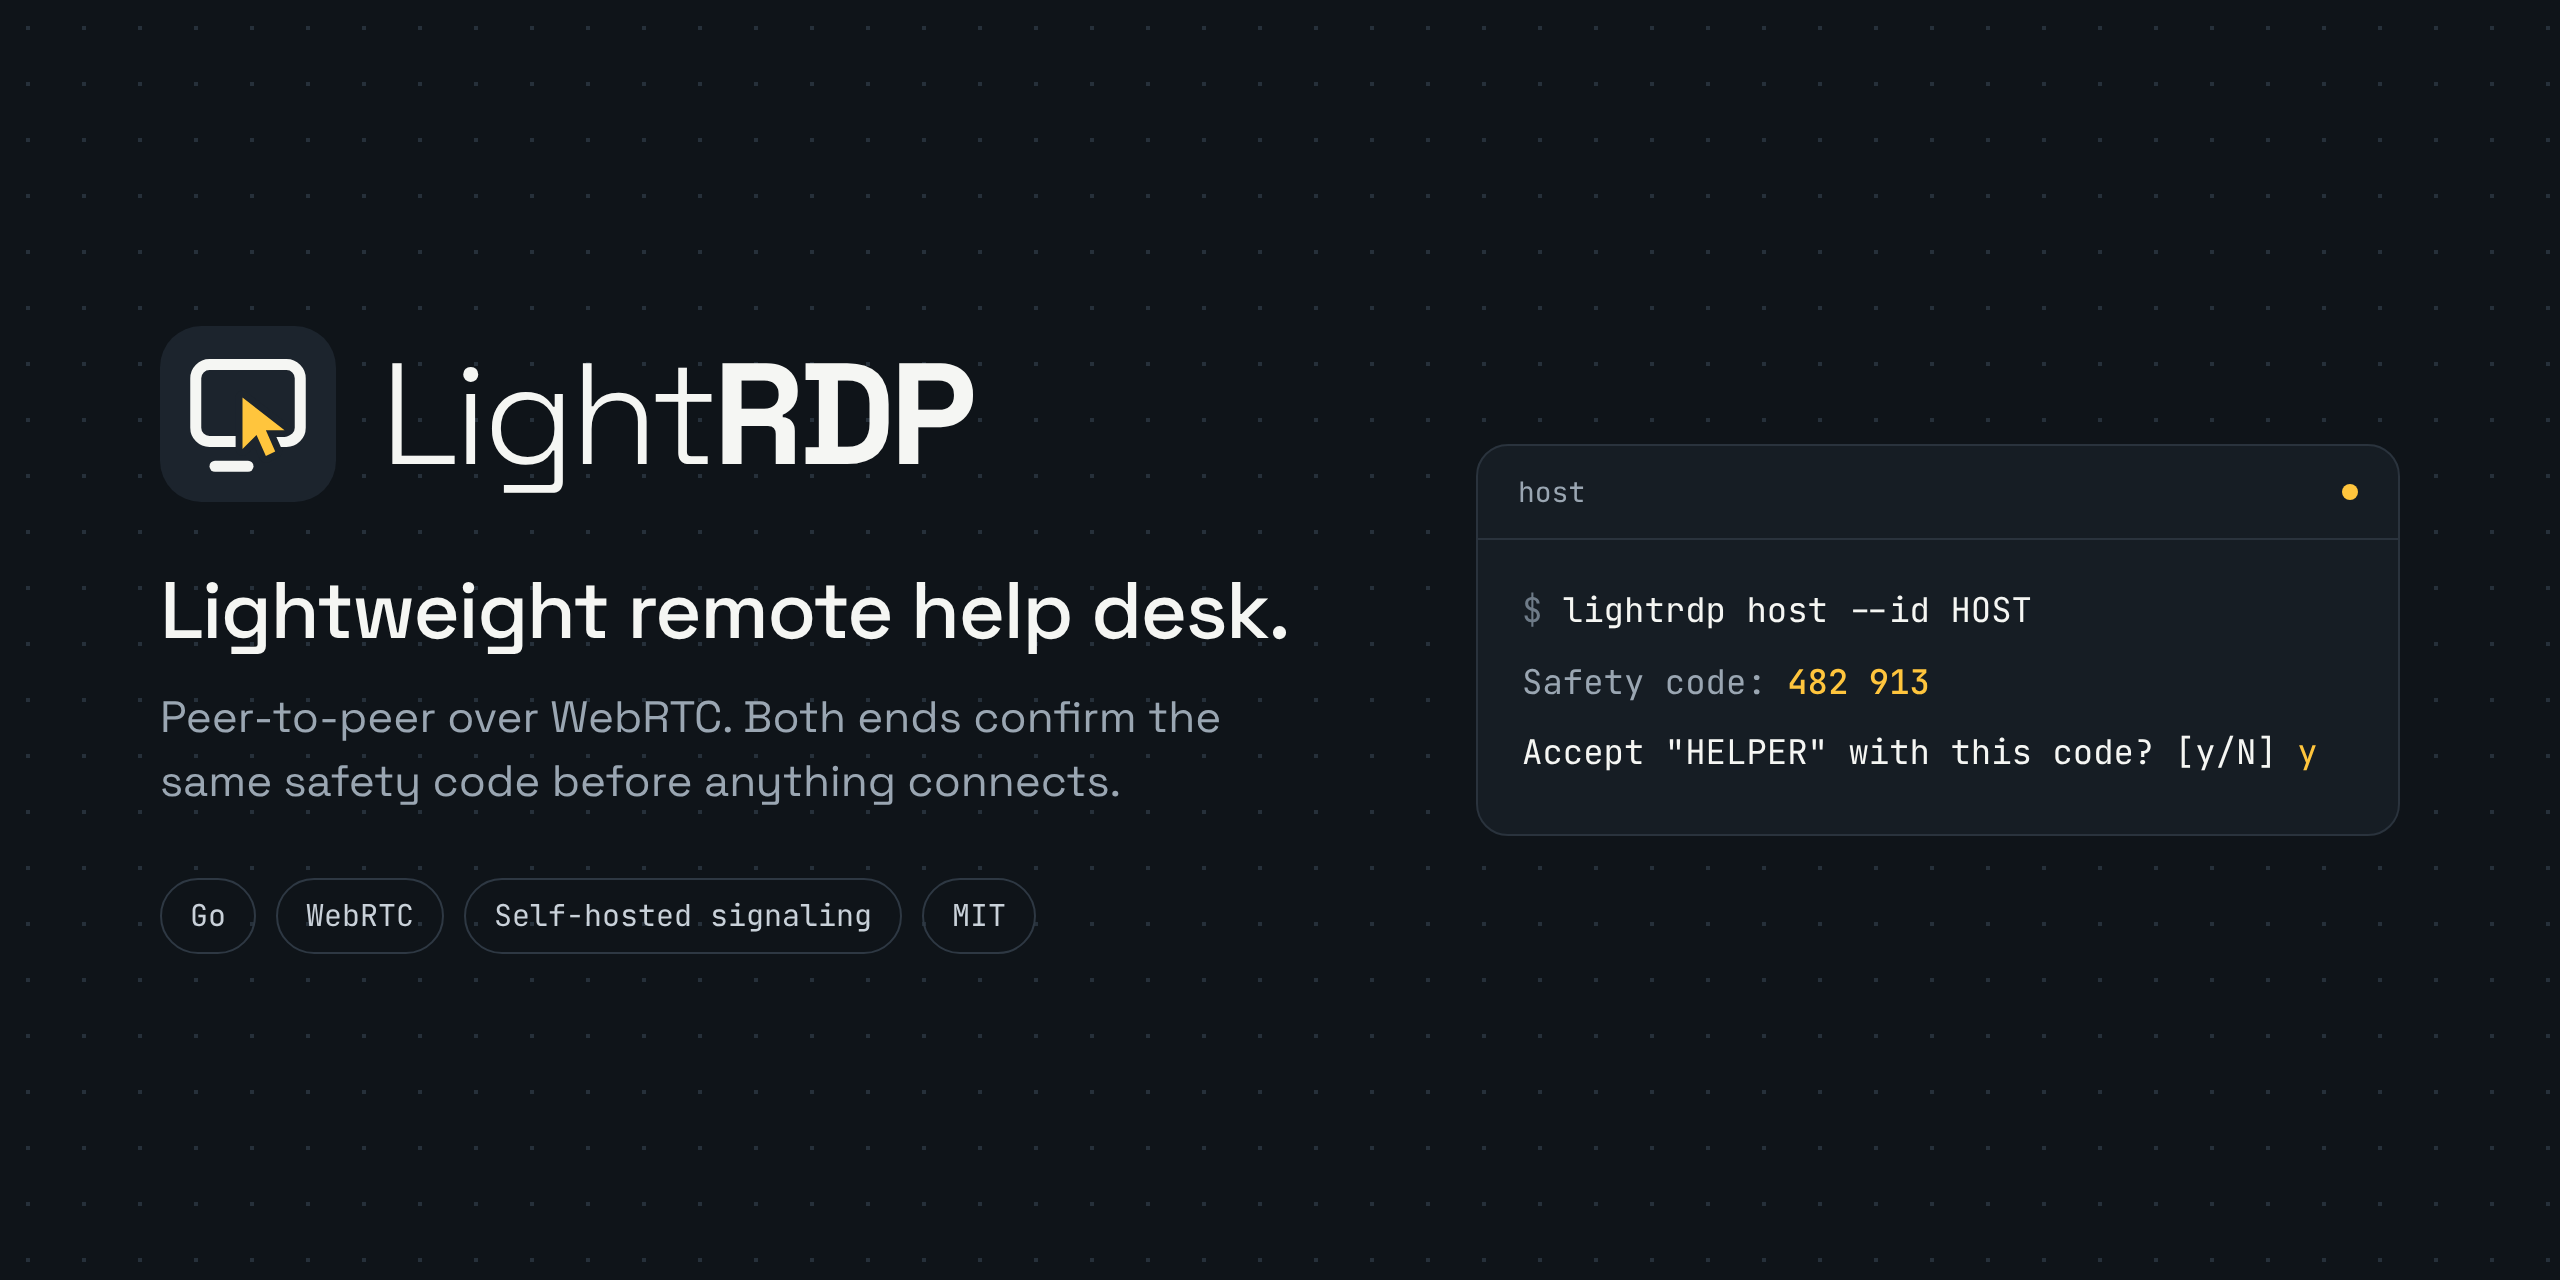 LightRDP
Lightweight remote help desk.
Peer-to-peer over WebRTC. Both ends confirm the
same safety code before anything connects.
Go
WebRTC
Self-hosted signaling
MIT
host
$ lightrdp host --id HOST
Safety code: 482 913
Accept "HELPER" with this code? [y/N] y